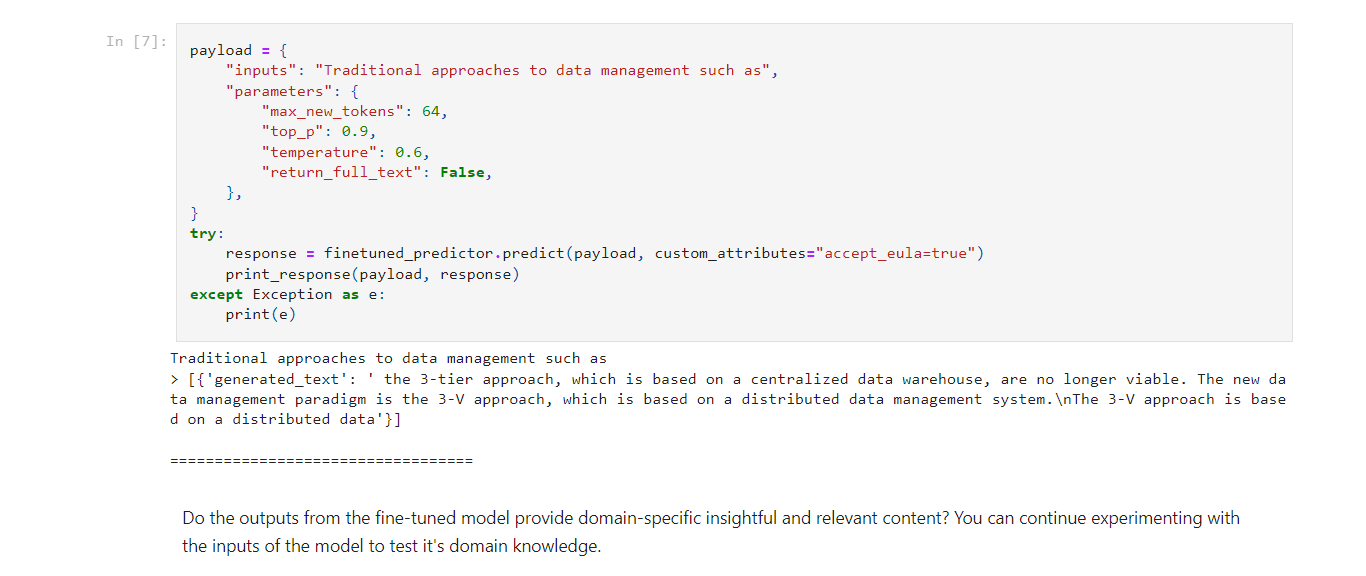 In [7]:
payload = {
    "inputs": "Traditional approaches to data management such as",
    "parameters": {
        "max_new_tokens": 64,
        "top_p": 0.9,
        "temperature": 0.6,
        "return_full_text": False,
    },
}
try:
    response = finetuned_predictor.predict(payload, custom_attributes="accept_eula=true")
    print_response(payload, response)
except Exception as e:
    print(e)
Traditional approaches to data management such as
> [{'generated_text': ' the 3-tier approach, which is based on a centralized data warehouse, are no longer viable. The new da
ta management paradigm is the 3-V approach, which is based on a distributed data management system.\nThe 3-V approach is base
d on a distributed data'}]
==================================
Do the outputs from the fine-tuned model provide domain-specific insightful and relevant content? You can continue experimenting with
the inputs of the model to test it's domain knowledge.